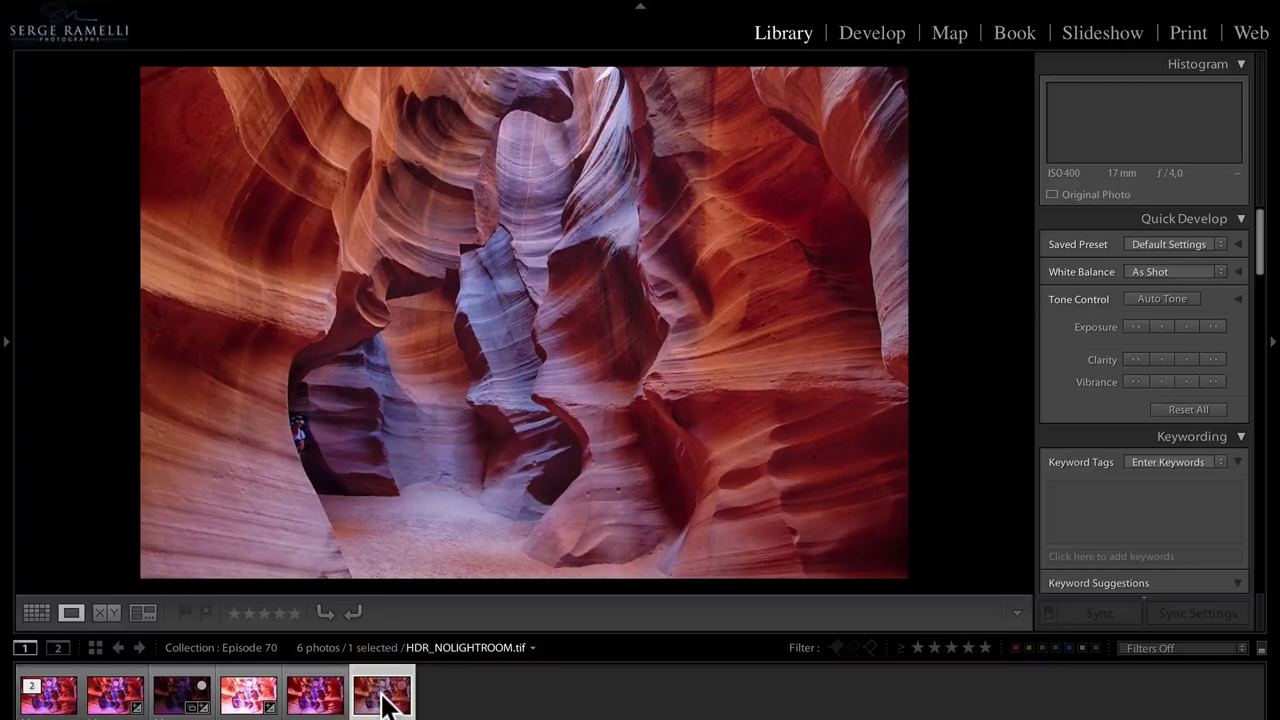 SERGE RAMELLI
PHOTOGRAPHY
Library | Develop | Map | Book | Slideshow | Print | Web
Histogram
ISO 400 17 mm ƒ / 4,0 –
Original Photo
Quick Develop
Saved Preset Default Settings
White Balance As Shot
Tone Control Auto Tone
Exposure
Clarity
Vibrance
Reset All
Keywording
Keyword Tags Enter Keywords
Click here to add keywords
Keyword Suggestions
X Y
Sync Sync Settings
1 2 Collection : Episode 70 6 photos / 1 selected / HDR_NOLIGHTROOM.tif Filter : ≥ Filters Off
2